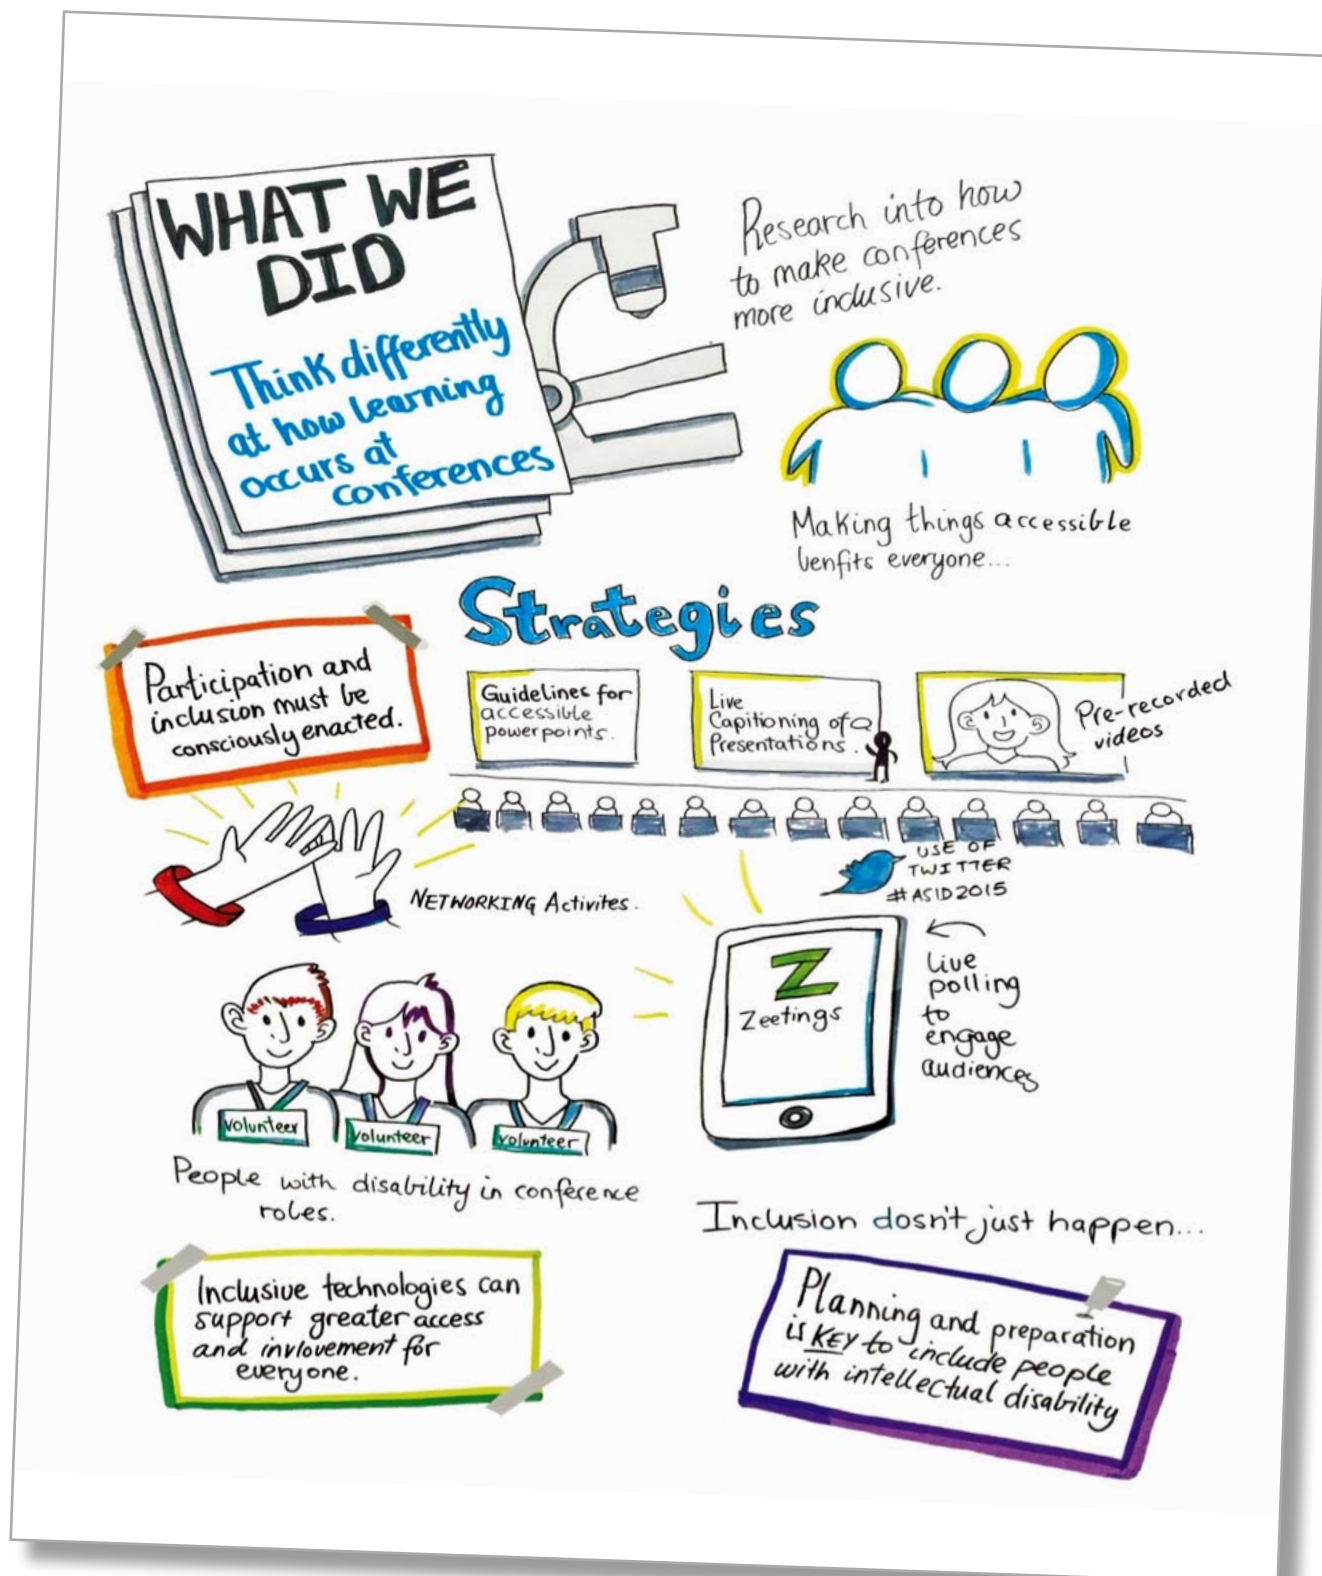 WHAT WE
DID
Think differently
at how learning
occurs at
conferences
Research into how
to make conferences
more inclusive.
Making things accessible
benfits everyone...
Strategies
Participation and
inclusion must be
consciously enacted.
Guidelines for
accessible
powerpoints.
Live
Capitioning of
Presentations.
Pre-recorded
videos
NETWORKING Activites.
USE OF
TWITTER
#ASID2015
Z
Zeetings
Live
polling
to
engage
audiences
Volunteer
Volunteer
Volunteer
People with disability in conference
roles.
Inclusion dosn't just happen...
Inclusive technologies can
support greater access
and invlovement for
everyone.
Planning and preparation
is KEY to include people
with intellectual disability